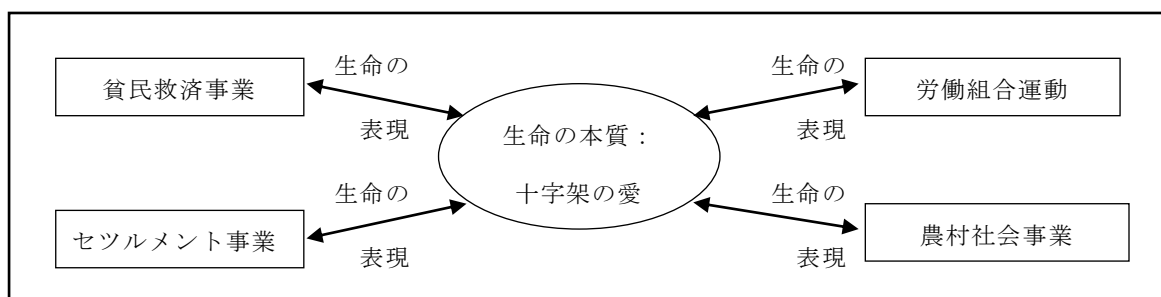 貧民救済事業
生命の
表現
生命の本質：
十字架の愛
生命の
表現
労働組合運動
セツルメント事業
生命の
表現
生命の
表現
農村社会事業